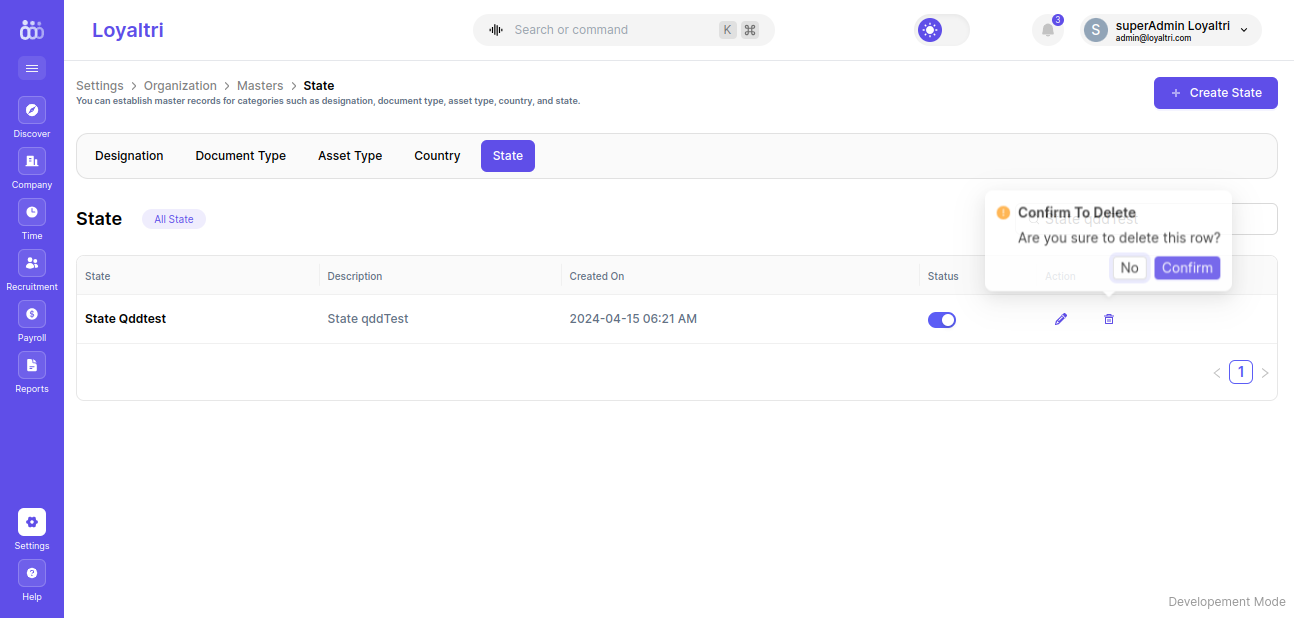 Loyaltri
Search or command
K ⌘
3
S
superAdmin Loyaltri
admin@loyaltri.com
Discover
Company
Time
Recruitment
Payroll
Reports
Settings
Help
Settings > Organization > Masters > State
You can establish master records for categories such as designation, document type, asset type, country, and state.
+ Create State
Designation Document Type Asset Type Country State
State All State
State qddTest
Confirm To Delete
Are you sure to delete this row?
No Confirm
State Description Created On Status Action
State Qddtest State qddTest 2024-04-15 06:21 AM
< 1 >
Developement Mode